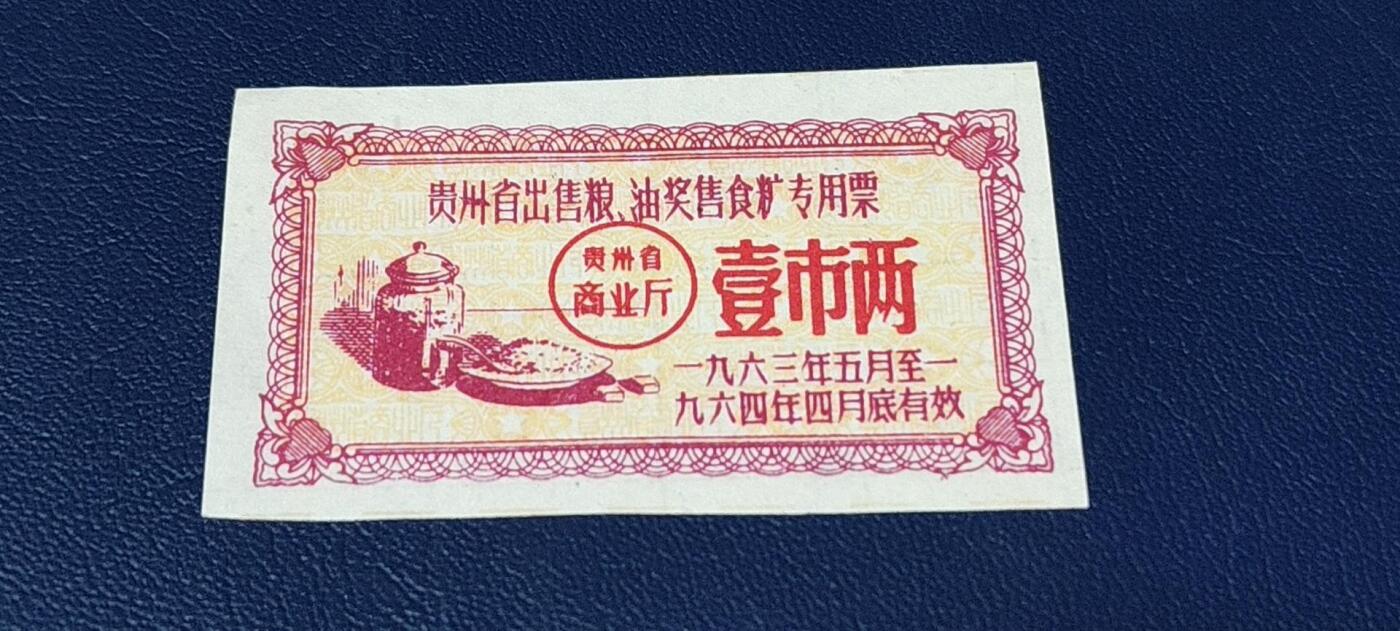 贵州省出售粮、油奖售食糖专用票
贵州省
商业厅
壹市两
一九六三年五月至一
九六四年四月底有效